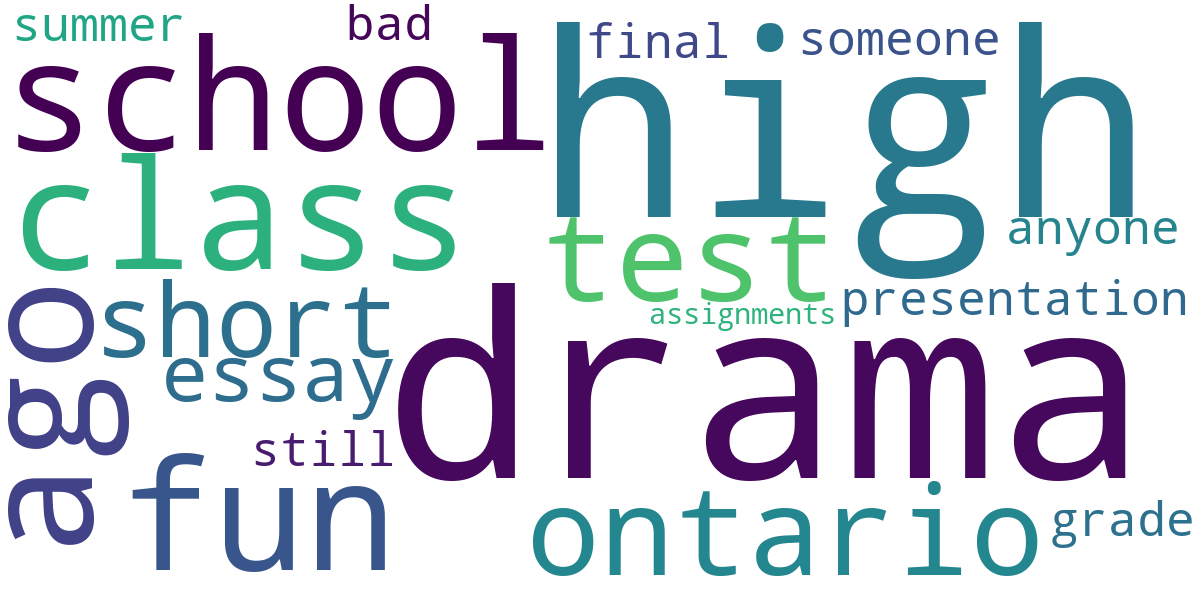 summer
bad
school
high
final
someone
class
test
anyone
ago
short
assignments
presentation
essay
drama
still
fun
ontario
grade